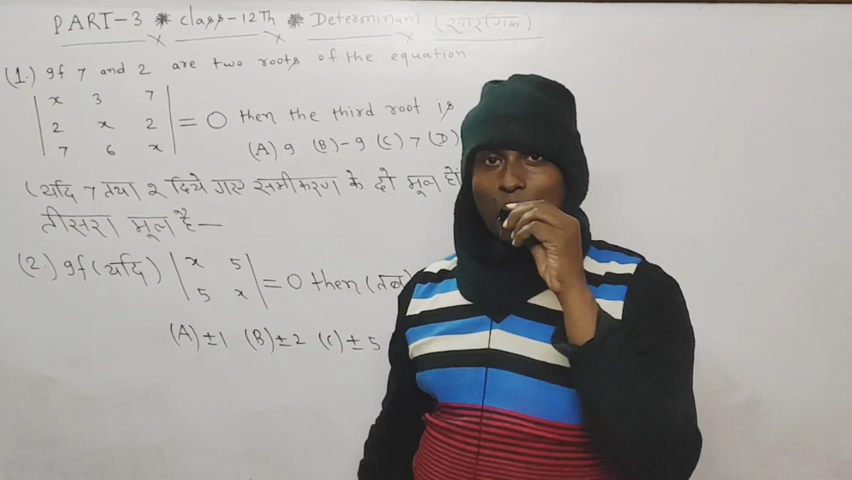 PART-3 * class-12Th * Determinant (सारणिक)
(1.) If 7 and 2 are two roots of the equation
| x 3 7 |
| 2 x 2 | = 0 then the third root is
| 7 6 x |
(A) 9 (B) -9 (C) 7 (D)
(यदि 7 तथा 2 दिये गए समीकरण के दो मूल हो
तीसरा मूल है—
(2.) If (यदि) | x 5 | = 0 then (तब)
| 5 x |
(A) ±1 (B) ±2 (C) ±5